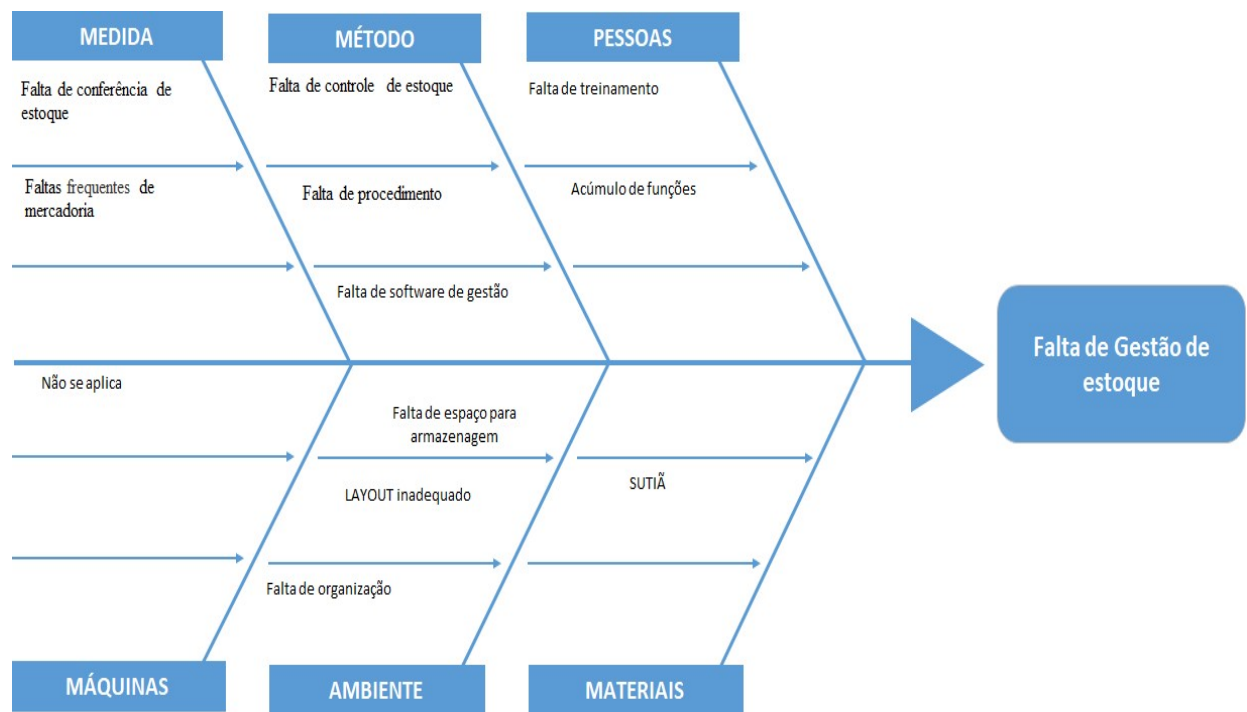 MEDIDA
MÉTODO
PESSOAS
Falta de conferência de
estoque
Falta de controle de estoque
Falta de treinamento
Faltas frequentes de
mercadoria
Falta de procedimento
Acúmulo de funções
Falta de software de gestão
Falta de Gestão de
estoque
Não se aplica
Falta de espaço para
armazenagem
LAYOUT inadequado
SUTIÃ
Falta de organização
MÁQUINAS
AMBIENTE
MATERIAIS